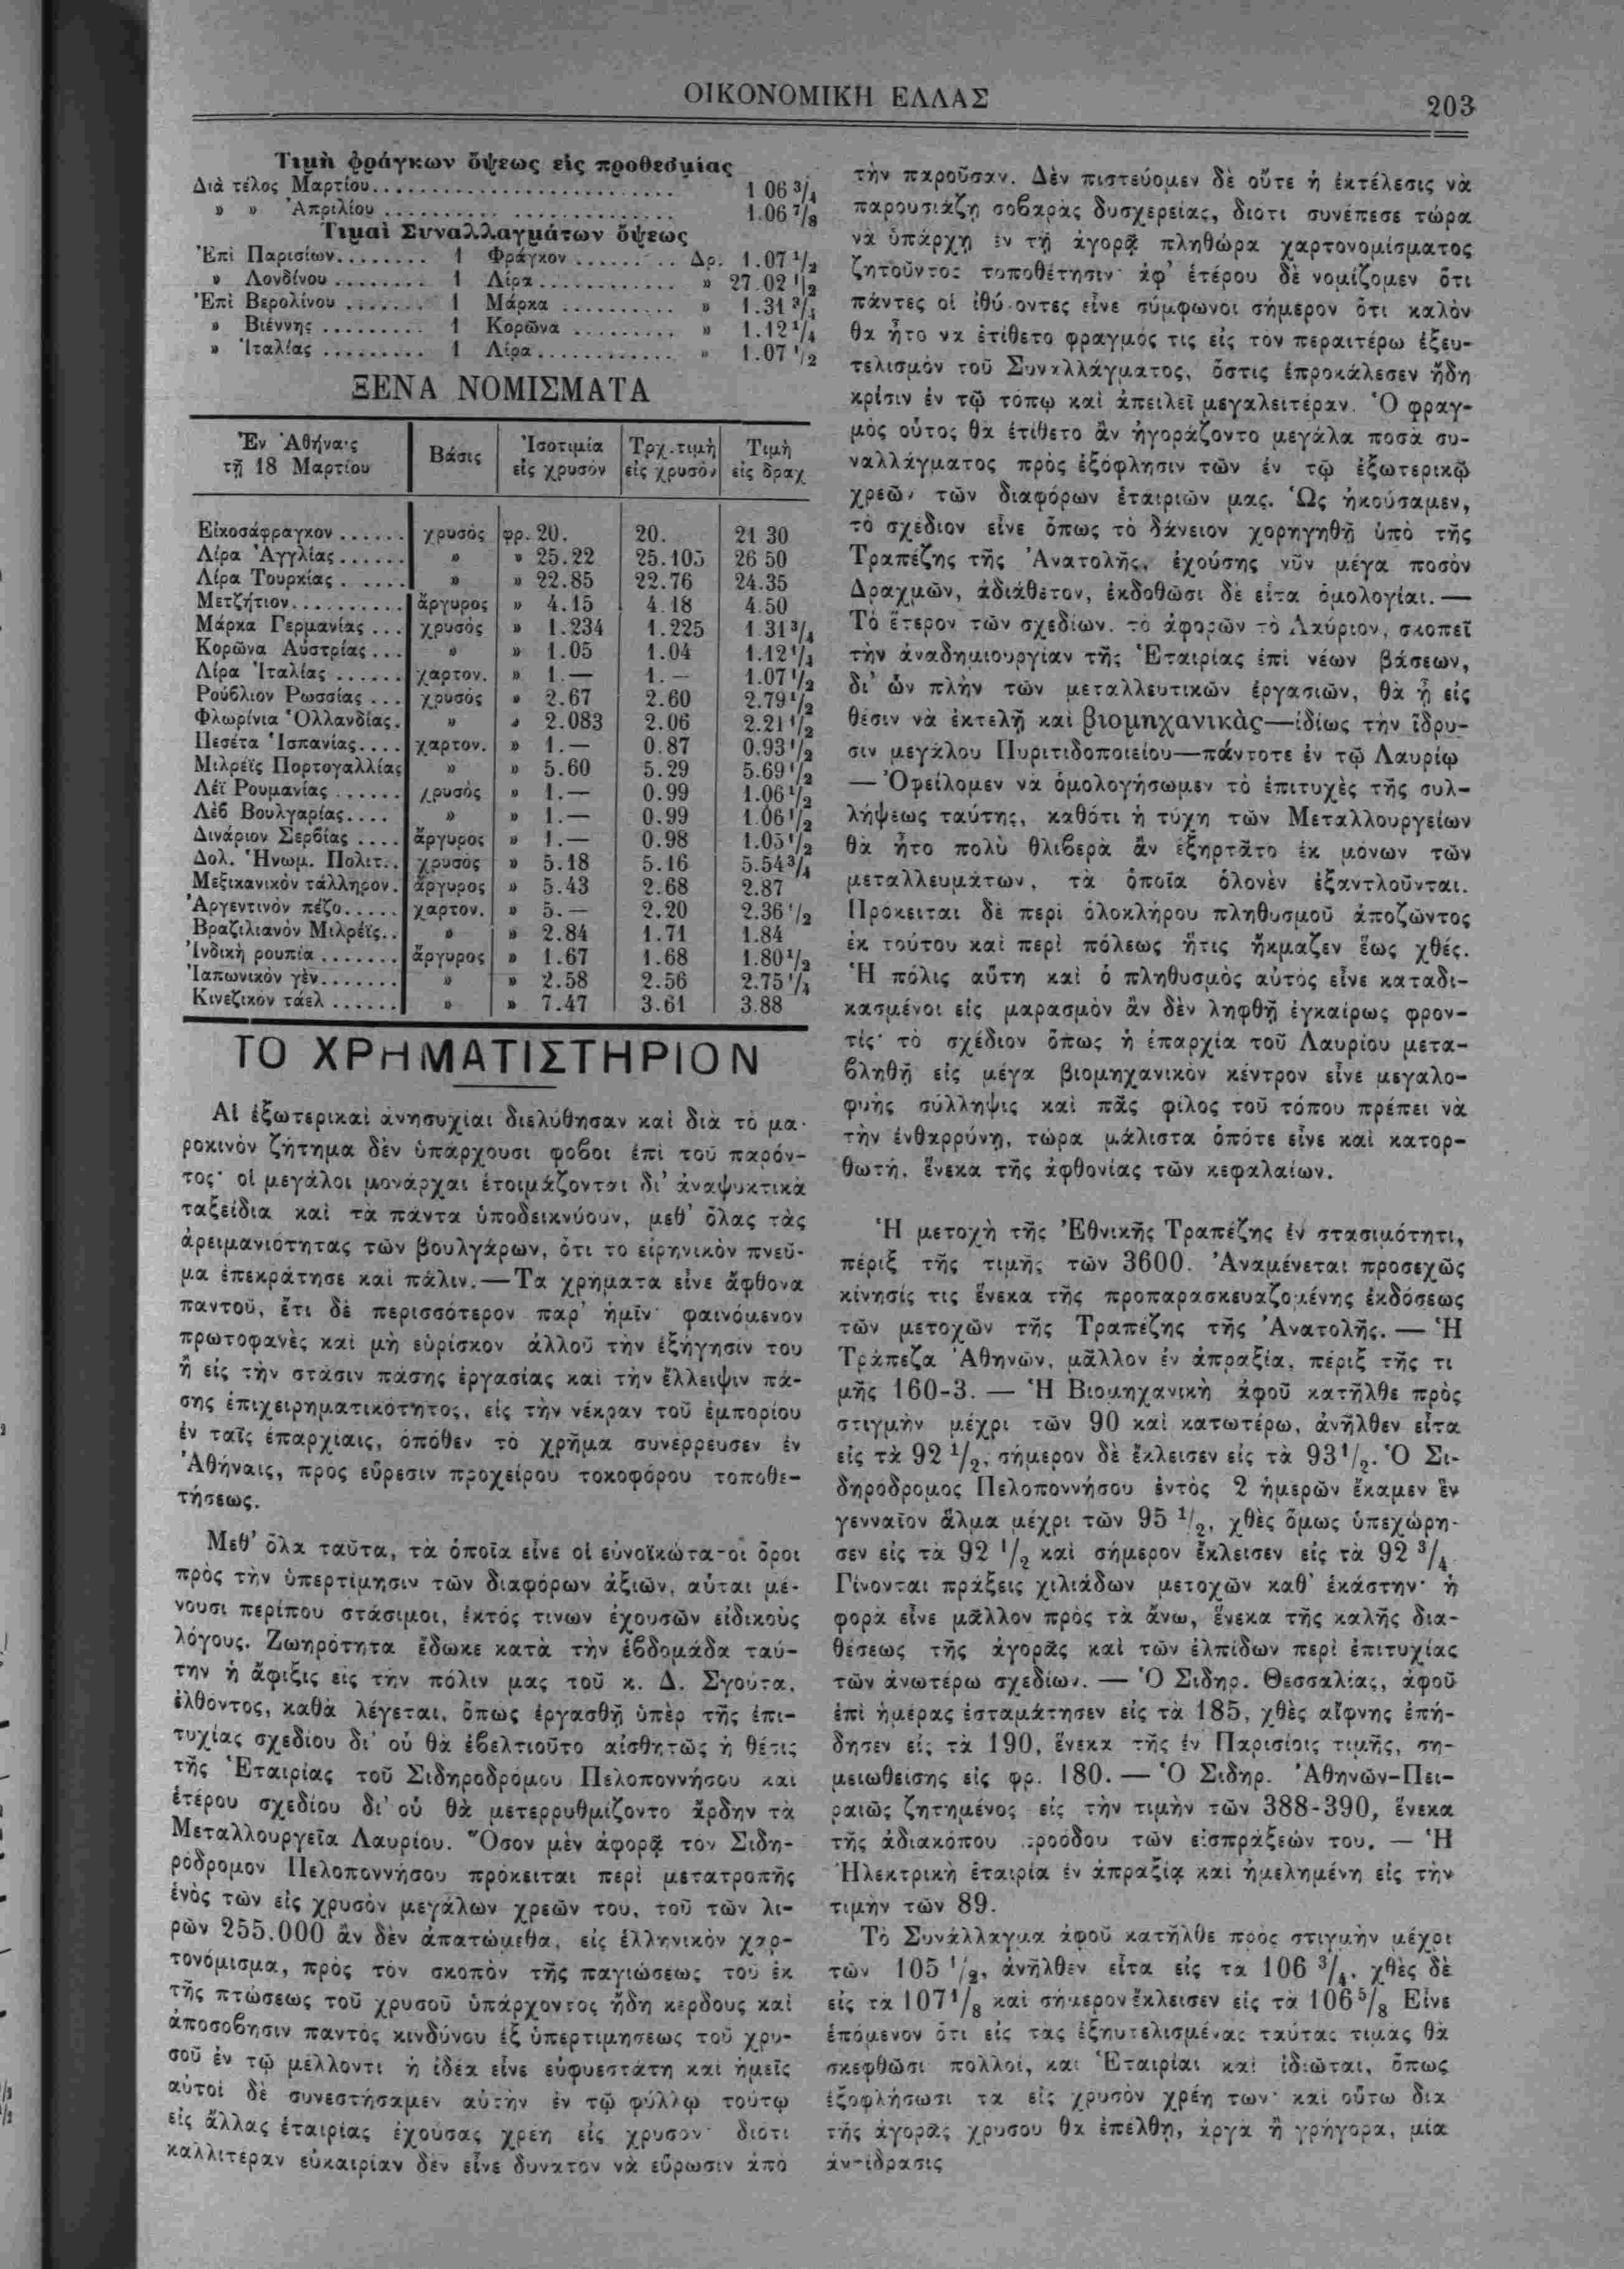 ΟΙΚΟΝΟΜΙΚΗ ΕΛΛΑΣ
203
Τιμὴ φράγκων ὄψεως εἰς προθεσμίας
Διὰ τέλος Μαρτίου.............................. 1 06 3/4
» » Ἀπριλίου .......... .............. 1.06 7/8
Τιμαὶ Συναλλαγμάτων ὄψεως
Ἐπὶ Παρισίων........ 1 Φράγκον.......... Δρ. 1.07 1/2
» Λονδίνου........ 1 Λίρα............. » 27.02 1/2
Ἐπὶ Βερολίνου....... 1 Μάρκα.......... » 1.31 3/4
» Βιέννης......... 1 Κορῶνα......... » 1.12 1/4
» Ἰταλίας......... 1 Λίρα............ » 1.07 1/2
ΞΕΝΑ ΝΟΜΙΣΜΑΤΑ
Ἐν Ἀθήναις τῇ 18 Μαρτίου | Βάσις | Ἰσοτιμία εἰς χρυσόν | Τρχ.τιμὴ εἰς χρυσὸν | Τιμὴ εἰς δραχ
Εἰκοσάφραγκον...... χρυσὸς φρ. 20. 20. 21 30
Λίρα Ἀγγλίας...... » » 25.22 25.105 26 50
Λίρα Τουρκίας...... » » 22.85 22.76 24.35
Μετζήτιον.......... ἄργυρος » 4.15 4.18 4.50
Μάρκα Γερμανίας... χρυσὸς » 1.234 1.225 1.31 3/4
Κορῶνα Αὐστρίας... » » 1.05 1.04 1.12 1/4
Λίρα Ἰταλίας...... χαρτον. » 1.— 1.— 1.07 1/2
Ρούβλιον Ρωσσίας... χρυσὸς » 2.67 2.60 2.79 1/2
Φλωρίνια Ὁλλανδίας. » » 2.083 2.06 2.21 1/2
Πεσέτα Ἱσπανίας.... χαρτον. » 1.— 0.87 0.93 1/2
Μιλρέϊς Πορτογαλλίας » » 5.60 5.29 5.69 1/2
Λέϊ Ρουμανίας...... χρυσὸς » 1.— 0.99 1.06 1/2
Λὲβ Βουλγαρίας.... » » 1.— 0.99 1.06 1/2
Δινάριον Σερβίας.... ἄργυρος » 1.— 0.98 1.05 1/2
Δολ. Ἡνωμ. Πολιτ.. χρυσὸς » 5.18 5.16 5.54 3/4
Μεξικανικὸν τάλληρον. ἄργυρος » 5.43 2.68 2.87
Ἀργεντινὸν πέζο..... χαρτον. » 5.— 2.20 2.36 1/2
Βραζιλιανὸν Μιλρέϊς.. » » 2.84 1.71 1.84
Ἰνδικὴ ρουπία....... ἄργυρος » 1.67 1.68 1.80 1/2
Ἰαπωνικὸν γὲν....... » » 2.58 2.56 2.75 1/4
Κινεζικὸν τάελ...... » » 7.47 3.61 3.88
ΤΟ ΧΡΗΜΑΤΙΣΤΗΡΙΟΝ
Αἱ ἐξωτερικαὶ ἀνησυχίαι διελύθησαν καὶ διὰ τὸ μα-
ροκινὸν ζήτημα δὲν ὑπάρχουσι φόβοι ἐπὶ τοῦ παρόν-
τος· οἱ μεγάλοι μονάρχαι ἑτοιμάζονται δι’ ἀναψυκτικὰ
ταξείδια καὶ τὰ πάντα ὑποδεικνύουν, μεθ’ ὅλας τὰς
ἀρειμανιότητας τῶν βουλγάρων, ὅτι τὸ εἰρηνικὸν πνεῦ-
μα ἐπεκράτησε καὶ πάλιν.—Τὰ χρήματα εἶνε ἄφθονα
παντοῦ, ἔτι δὲ περισσότερον παρ’ ἡμῖν· φαινόμενον
πρωτοφανὲς καὶ μὴ εὑρίσκον ἀλλοῦ τὴν ἐξήγησίν του
ἢ εἰς τὴν στάσιν πάσης ἐργασίας καὶ τὴν ἔλλειψιν πά-
σης ἐπιχειρηματικότητος, εἰς τὴν νέκραν τοῦ ἐμπορίου
ἐν ταῖς ἐπαρχίαις, ὁπόθεν τὸ χρῆμα συνέρρευσεν ἐν
Ἀθήναις, πρὸς εὕρεσιν προχείρου τοκοφόρου τοποθε-
τήσεως.
Μεθ’ ὅλα ταῦτα, τὰ ὁποῖα εἶνε οἱ εὐνοϊκώτατοι ὅροι
πρὸς τὴν ὑπερτίμησιν τῶν διαφόρων ἀξιῶν, αὗται μέ-
νουσι περίπου στάσιμοι, ἐκτός τινων ἐχουσῶν εἰδικοὺς
λόγους. Ζωηρότητα ἔδωκε κατὰ τὴν ἑβδομάδα ταύ-
την ἡ ἄφιξις εἰς τὴν πόλιν μας τοῦ κ. Δ. Σγούτα,
ἐλθόντος, καθὰ λέγεται, ὅπως ἐργασθῇ ὑπὲρ τῆς ἐπι-
τυχίας σχεδίου δι’ οὗ θὰ ἐβελτιοῦτο αἰσθητῶς ἡ θέσις
τῆς Ἑταιρίας τοῦ Σιδηροδρόμου Πελοποννήσου καὶ
ἑτέρου σχεδίου δι’ οὗ θὰ μετερρυθμίζοντο ἄρδην τὰ
Μεταλλουργεῖα Λαυρίου. Ὅσον μὲν ἀφορᾷ τὸν Σιδη-
ρόδρομον Πελοποννήσου πρόκειται περὶ μετατροπῆς
ἑνὸς τῶν εἰς χρυσὸν μεγάλων χρεῶν του, τοῦ τῶν λι-
ρῶν 255.000 ἂν δὲν ἀπατώμεθα, εἰς ἑλληνικὸν χαρ-
τονόμισμα, πρὸς τὸν σκοπὸν τῆς παγιώσεως τοῦ ἐκ
τῆς πτώσεως τοῦ χρυσοῦ ὑπάρχοντος ἤδη κέρδους καὶ
ἀποσόβησιν παντὸς κινδύνου ἐξ ὑπερτιμήσεως τοῦ χρυ-
σοῦ ἐν τῷ μέλλοντι ἡ ἰδέα εἶνε εὐφυεστάτη καὶ ἡμεῖς
αὐτοὶ δὲ συνεστήσαμεν αὐτὴν ἐν τῷ φύλλῳ τούτῳ
εἰς ἄλλας ἑταιρίας ἐχούσας χρέη εἰς χρυσὸν· διότι
καλλιτέραν εὐκαιρίαν δὲν εἶνε δυνατὸν νὰ εὕρωσιν ἀπὸ
τὴν παροῦσαν. Δὲν πιστεύομεν δὲ οὔτε ἡ ἐκτέλεσις νὰ
παρουσιάζῃ σοβαρὰς δυσχερείας, διότι συνέπεσε τώρα
νὰ ὑπάρχῃ ἐν τῇ ἀγορᾷ πληθώρα χαρτονομίσματος
ζητοῦντος τοποθέτησιν· ἀφ’ ἑτέρου δὲ νομίζομεν ὅτι
πάντες οἱ ἰθύνοντες εἶνε σύμφωνοι σήμερον ὅτι καλὸν
θὰ ἦτο νὰ ἐτίθετο φραγμός τις εἰς τὸν περαιτέρω ἐξευ-
τελισμὸν τοῦ Συναλλάγματος, ὅστις ἐπροκάλεσεν ἤδη
κρίσιν ἐν τῷ τόπῳ καὶ ἀπειλεῖ μεγαλειτέραν. Ὁ φραγ-
μὸς οὗτος θὰ ἐτίθετο ἂν ἠγοράζοντο μεγάλα ποσὰ συ-
ναλλάγματος πρὸς ἐξόφλησιν τῶν ἐν τῷ ἐξωτερικῷ
χρεῶν τῶν διαφόρων ἑταιριῶν μας. Ὡς ἠκούσαμεν,
τὸ σχέδιον εἶνε ὅπως τὸ δάνειον χορηγηθῇ ὑπὸ τῆς
Τραπέζης τῆς Ἀνατολῆς, ἐχούσης νῦν μέγα ποσὸν
Δραχμῶν, ἀδιάθετον, ἐκδοθῶσι δὲ εἶτα ὁμολογίαι.—
Τὸ ἕτερον τῶν σχεδίων. τὸ ἀφορῶν τὸ Λαύριον, σκοπεῖ
τὴν ἀναδημιουργίαν τῆς Ἑταιρίας ἐπὶ νέων βάσεων,
δι’ ὧν πλὴν τῶν μεταλλευτικῶν ἐργασιῶν, θὰ ᾖ εἰς
θέσιν νὰ ἐκτελῇ καὶ βιομηχανικὰς—ἰδίως τὴν ἵδρυ-
σιν μεγάλου Πυριτιδοποιείου—πάντοτε ἐν τῷ Λαυρίῳ
— Ὀφείλομεν νὰ ὁμολογήσωμεν τὸ ἐπιτυχὲς τῆς συλ-
λήψεως ταύτης, καθότι ἡ τύχη τῶν Μεταλλουργείων
θὰ ἦτο πολὺ θλιβερὰ ἂν ἐξηρτᾶτο ἐκ μόνων τῶν
μεταλλευμάτων, τὰ ὁποῖα ὁλονὲν ἐξαντλοῦνται.
Πρόκειται δὲ περὶ ὁλοκλήρου πληθυσμοῦ ἀποζῶντος
ἐκ τούτου καὶ περὶ πόλεως ἥτις ἤκμαζεν ἕως χθές.
Ἡ πόλις αὕτη καὶ ὁ πληθυσμὸς αὐτὸς εἶνε καταδι-
κασμένοι εἰς μαρασμὸν ἂν δὲν ληφθῇ ἐγκαίρως φρον-
τίς· τὸ σχέδιον ὅπως ἡ ἐπαρχία τοῦ Λαυρίου μετα-
βληθῇ εἰς μέγα βιομηχανικὸν κέντρον εἶνε μεγαλο-
φυὴς σύλληψις καὶ πᾶς φίλος τοῦ τόπου πρέπει νὰ
τὴν ἐνθαρρύνῃ, τώρα μάλιστα ὁπότε εἶνε καὶ κατορ-
θωτή, ἕνεκα τῆς ἀφθονίας τῶν κεφαλαίων.
Ἡ μετοχὴ τῆς Ἐθνικῆς Τραπέζης ἐν στασιμότητι,
πέριξ τῆς τιμῆς τῶν 3600. Ἀναμένεται προσεχῶς
κίνησίς τις ἕνεκα τῆς προπαρασκευαζομένης ἐκδόσεως
τῶν μετοχῶν τῆς Τραπέζης τῆς Ἀνατολῆς. — Ἡ
Τράπεζα Ἀθηνῶν, μᾶλλον ἐν ἀπραξίᾳ, πέριξ τῆς τι
μῆς 160-3. — Ἡ Βιομηχανικὴ ἀφοῦ κατῆλθε πρὸς
στιγμὴν μέχρι τῶν 90 καὶ κατωτέρω, ἀνῆλθεν εἶτα
εἰς τὰ 92 1/2, σήμερον δὲ ἔκλεισεν εἰς τὰ 93 1/2. Ὁ Σι-
δηρόδρομος Πελοποννήσου ἐντὸς 2 ἡμερῶν ἔκαμεν ἓν
γενναῖον ἅλμα μέχρι τῶν 95 1/2, χθὲς ὅμως ὑπεχώρη-
σεν εἰς τὰ 92 1/2 καὶ σήμερον ἔκλεισεν εἰς τὰ 92 3/4.
Γίνονται πράξεις χιλιάδων μετοχῶν καθ’ ἑκάστην· ἡ
φορὰ εἶνε μᾶλλον πρὸς τὰ ἄνω, ἕνεκα τῆς καλῆς δια-
θέσεως τῆς ἀγορᾶς καὶ τῶν ἐλπίδων περὶ ἐπιτυχίας
τῶν ἀνωτέρω σχεδίων. — Ὁ Σιδηρ. Θεσσαλίας, ἀφοῦ
ἐπὶ ἡμέρας ἐσταμάτησεν εἰς τὰ 185, χθὲς αἴφνης ἐπή-
δησεν εἰς τὰ 190, ἕνεκα τῆς ἐν Παρισίοις τιμῆς, ση-
μειωθείσης εἰς φρ. 180. — Ὁ Σιδηρ. Ἀθηνῶν-Πει-
ραιῶς ζητημένος εἰς τὴν τιμὴν τῶν 388-390, ἕνεκα
τῆς ἀδιακόπου προόδου τῶν εἰσπράξεών του. — Ἡ
Ἠλεκτρικὴ ἑταιρία ἐν ἀπραξίᾳ καὶ ἠμελημένη εἰς τὴν
τιμὴν τῶν 89.
Τὸ Συνάλλαγμα ἀφοῦ κατῆλθε πρὸς στιγμὴν μέχρι
τῶν 105 1/2, ἀνῆλθεν εἶτα εἰς τὰ 106 3/4, χθὲς δὲ
εἰς τὰ 107 1/8 καὶ σήμερον ἔκλεισεν εἰς τὰ 106 5/8 Εἶνε
ἑπόμενον ὅτι εἰς τὰς ἐξηυτελισμένας ταύτας τιμὰς θὰ
σκεφθῶσι πολλοί, καὶ Ἑταιρίαι καὶ ἰδιῶται, ὅπως
ἐξοφλήσωσι τὰ εἰς χρυσὸν χρέη των· καὶ οὕτω διὰ
τῆς ἀγορᾶς χρυσοῦ θὰ ἐπέλθῃ, ἀργὰ ἢ γρήγορα, μία
ἀντίδρασις